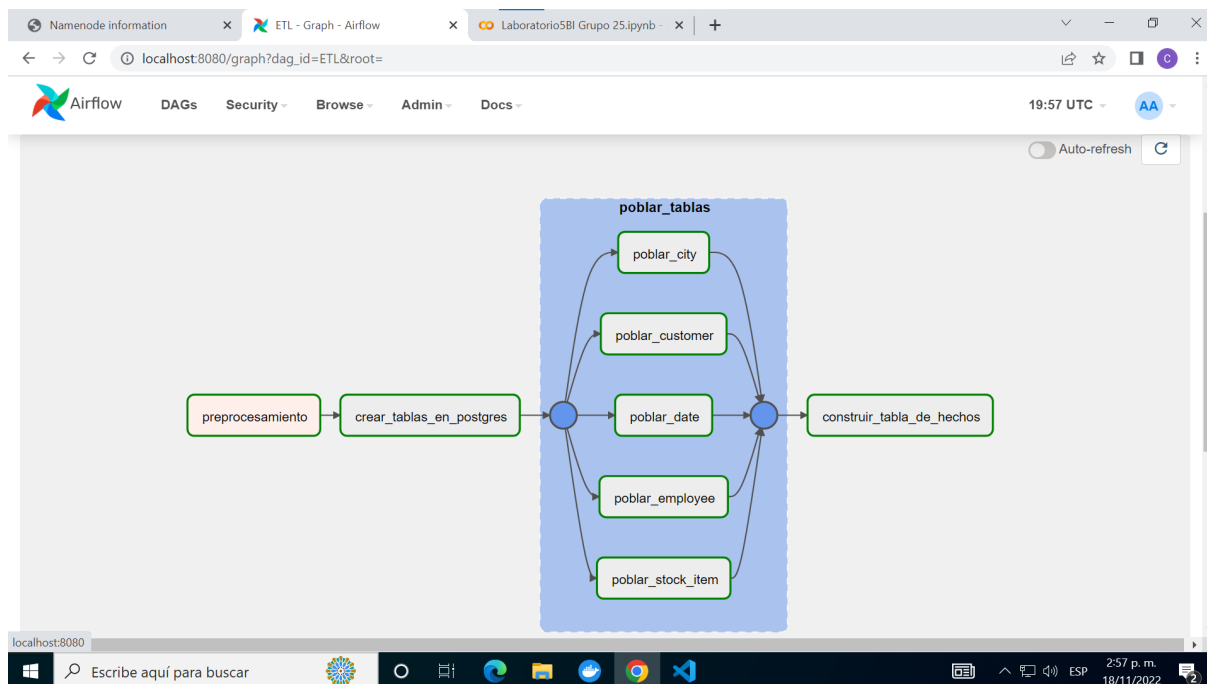 Namenode information
ETL - Graph - Airflow
Laboratorio5BI Grupo 25.ipynb -
localhost:8080/graph?dag_id=ETL&root=
C
Airflow DAGs Security Browse Admin Docs 19:57 UTC AA
Auto-refresh
poblar_tablas
poblar_city
poblar_customer
preprocesamiento crear_tablas_en_postgres poblar_date construir_tabla_de_hechos
poblar_employee
poblar_stock_item
localhost:8080
Escribe aquí para buscar
ESP
2:57 p. m.
18/11/2022
2